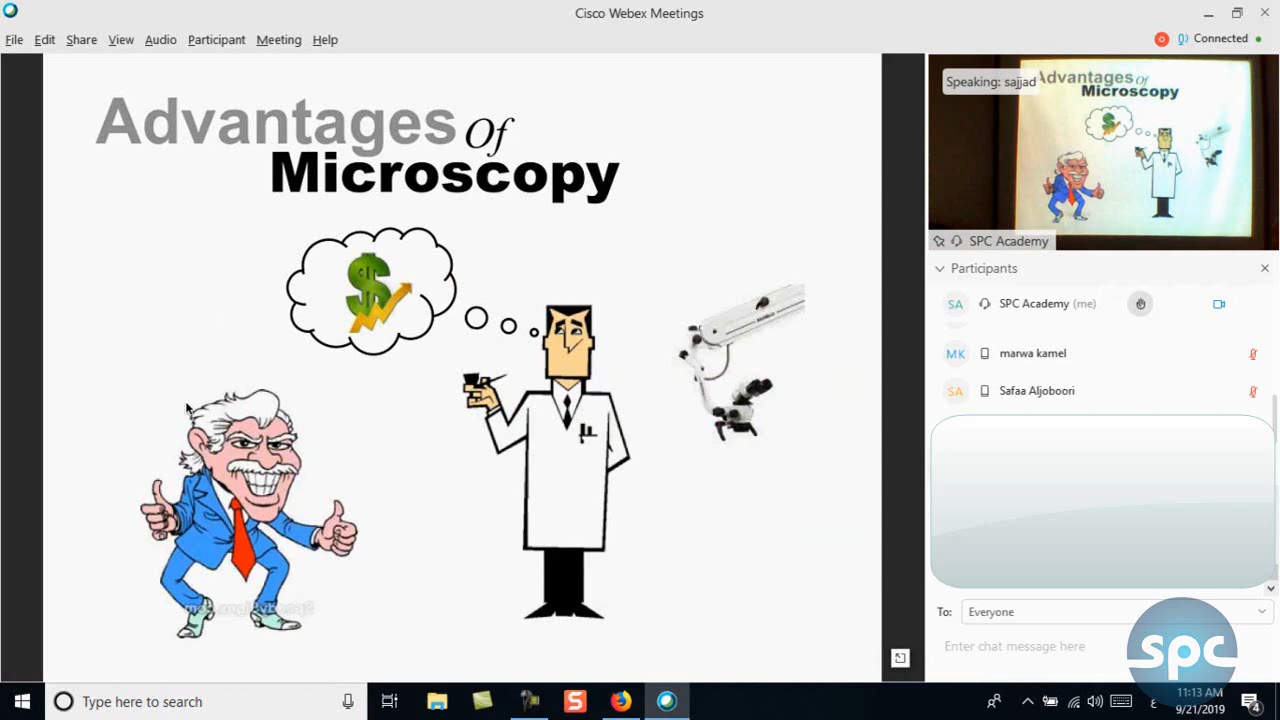 Cisco Webex Meetings
File Edit Share View Audio Participant Meeting Help
Connected
Advantages Of
Microscopy
Speaking: sajjad
Advantages Of
Microscopy
SPC Academy
Participants
SA SPC Academy (me)
MK marwa kamel
SA Safaa Aljoboori
To: Everyone
Enter chat message here
spc
Type here to search
S
ع
11:13 AM
9/21/2019
4